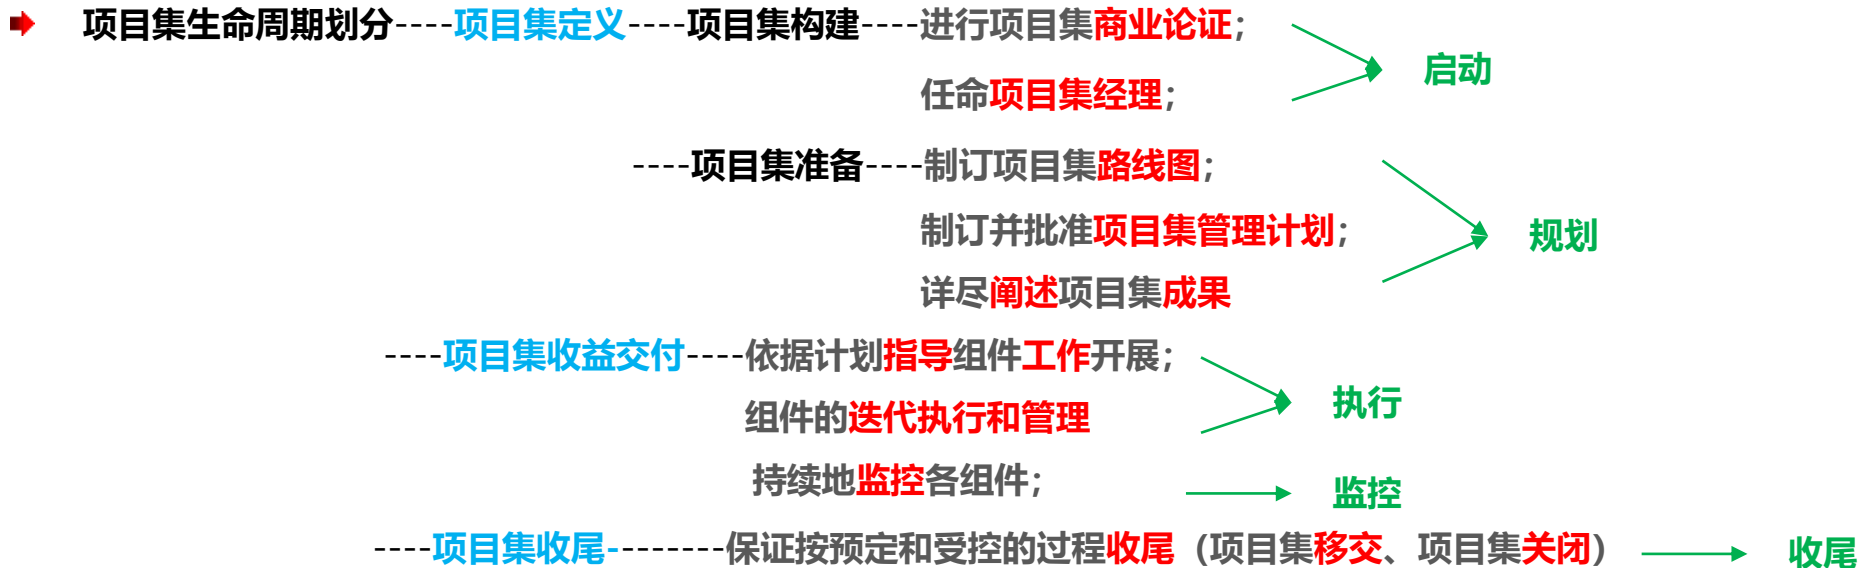 项目集生命周期划分----项目集定义----项目集构建----进行项目集商业论证;
启动
任命项目集经理;
----项目集准备----制订项目集路线图;
制订并批准项目集管理计划;
规划
详尽阐述项目集成果
----项目集收益交付----依据计划指导组件工作开展;
执行
组件的迭代执行和管理
持续地监控各组件;
监控
----项目集收尾--------保证按预定和受控的过程收尾（项目集移交、项目集关闭）
收尾